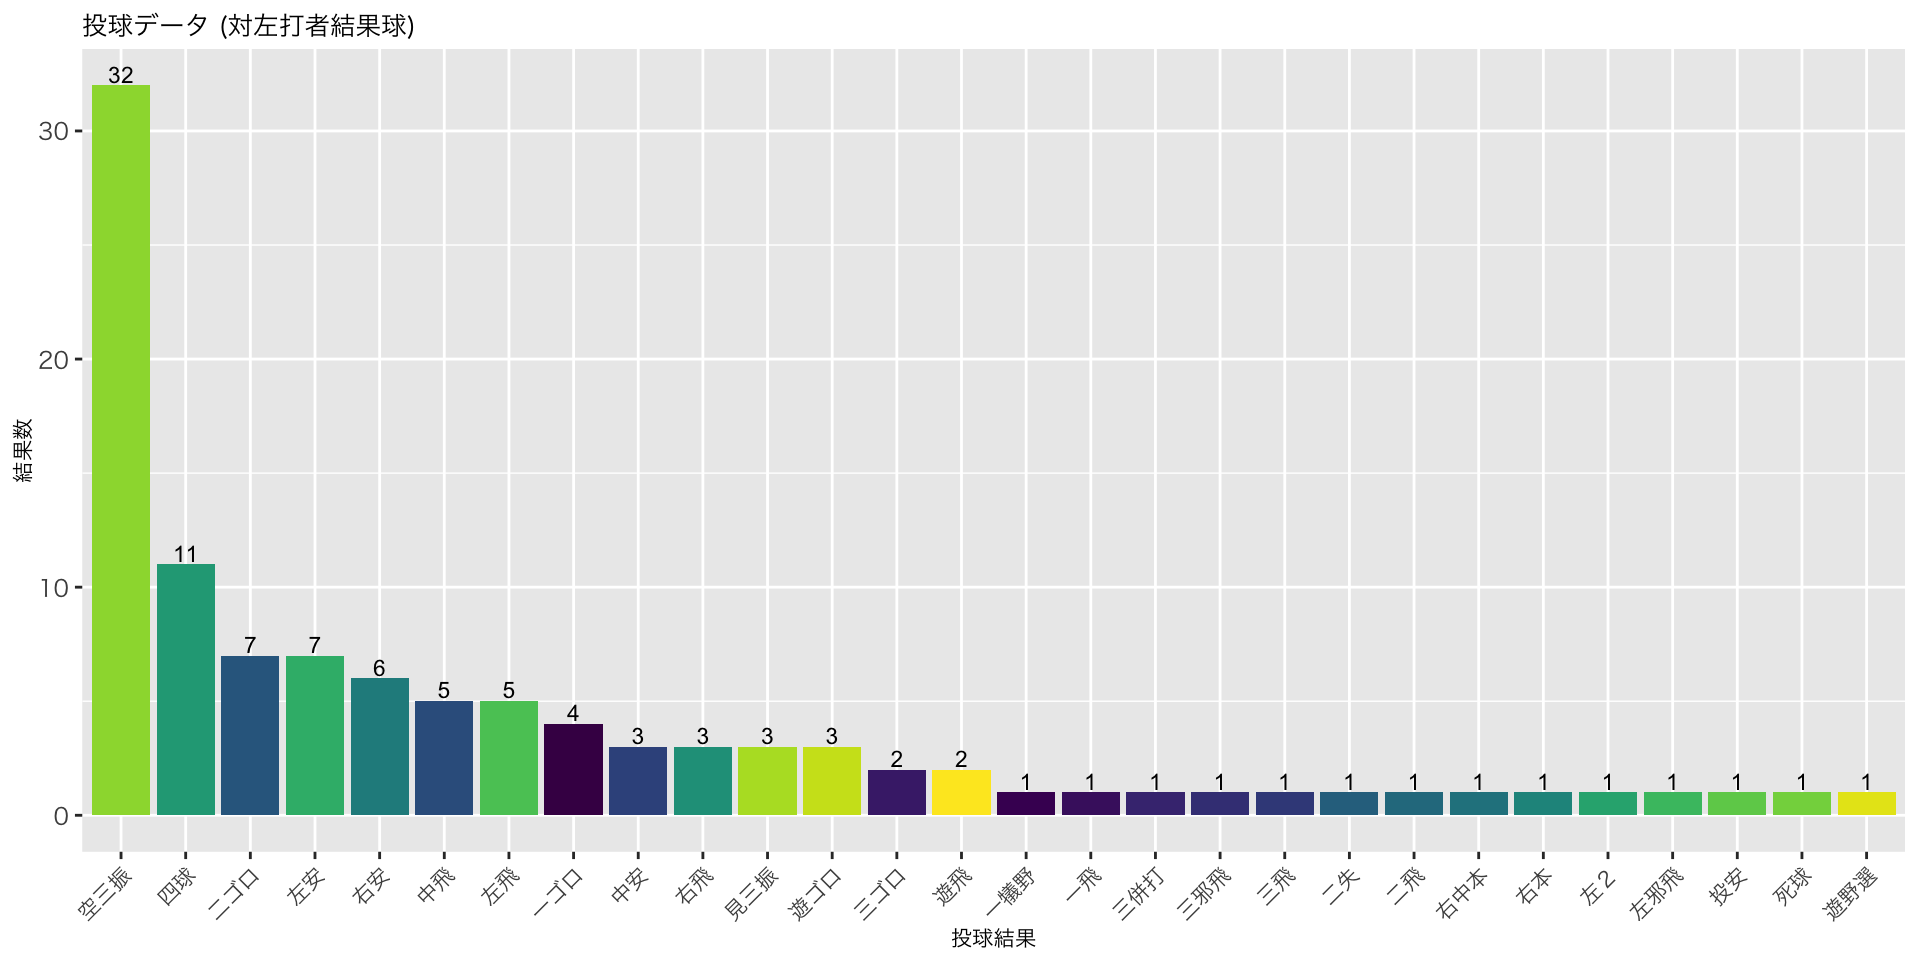 投球データ (対左打者結果球)
結果数
30
20
10
0
32
11
7
7
6
5
5
4
3
3
3
3
2
2
1
1
1
1
1
1
1
1
1
1
1
1
1
1
空三振
四球
二ゴロ
左安
右安
中飛
左飛
一ゴロ
中安
右飛
見三振
遊ゴロ
三ゴロ
遊飛
一犠野
一飛
三併打
三邪飛
三飛
二失
二飛
右中本
右本
左２
左邪飛
投安
死球
遊野選
投球結果